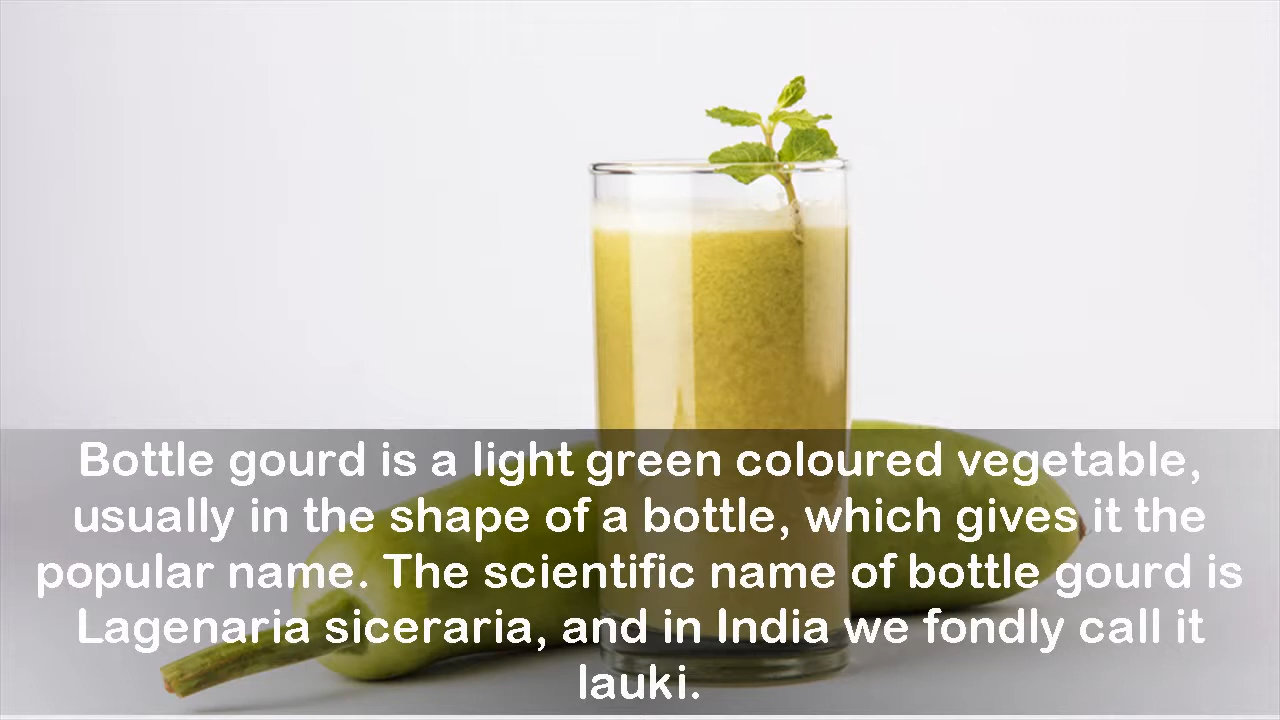 Bottle gourd is a light green coloured vegetable,
usually in the shape of a bottle, which gives it the
popular name. The scientific name of bottle gourd is
Lagenaria siceraria, and in India we fondly call it
lauki.